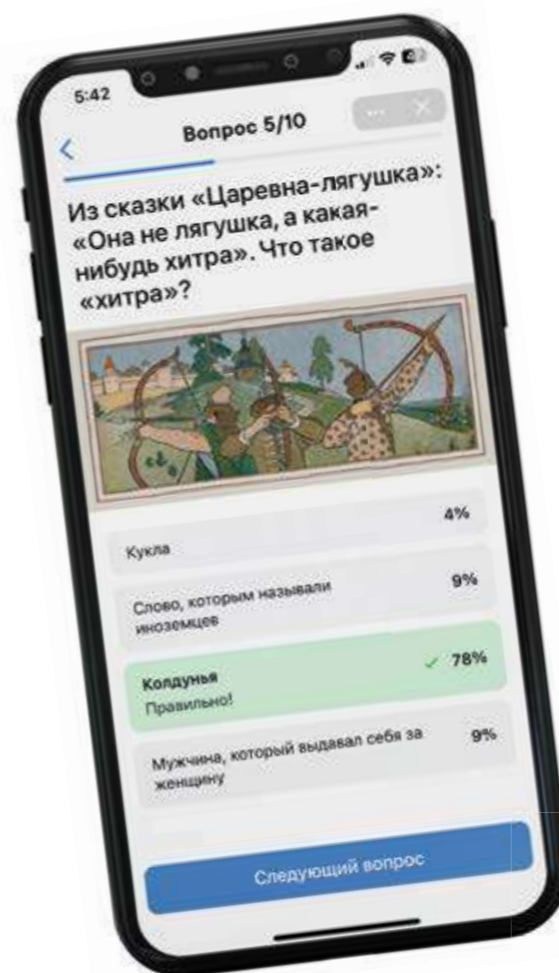 5:42
Вопрос 5/10
Из сказки «Царевна-лягушка»:
«Она не лягушка, а какая-
нибудь хитра». Что такое
«хитра»?
Кукла
4%
Слово, которым называли
иноземцев
9%
Колдунья
Правильно!
78%
Мужчина, который выдавал себя за
женщину
9%
Следующий вопрос